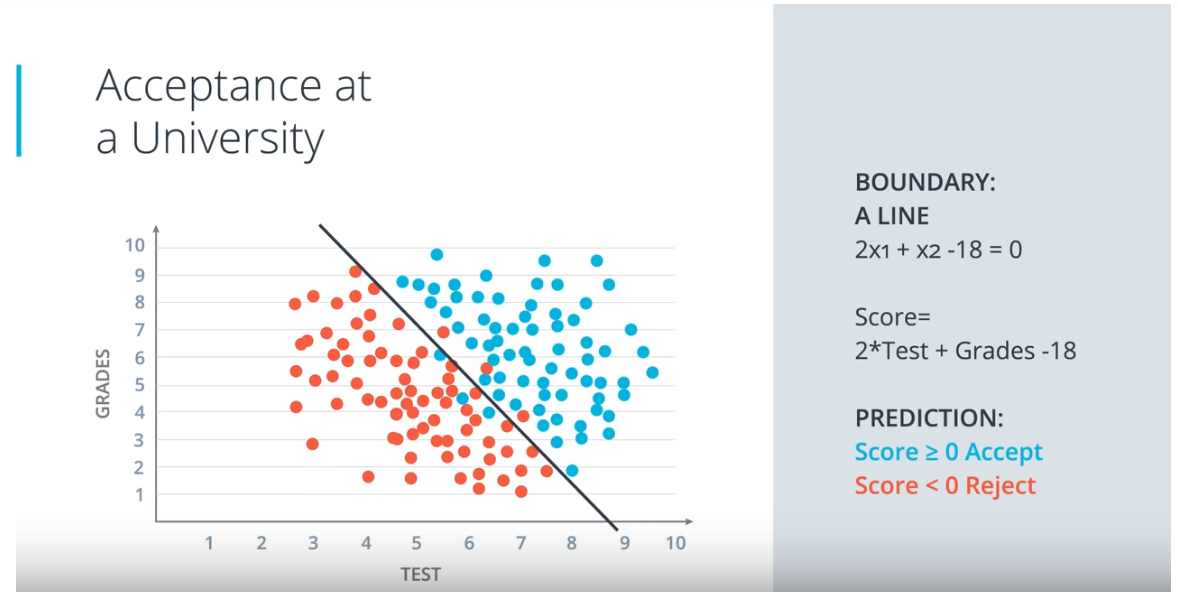 Acceptance at
a University
BOUNDARY:
A LINE
2x1 + x2 -18 = 0
Score=
2*Test + Grades -18
PREDICTION:
Score ≥ 0 Accept
Score < 0 Reject
GRADES
10
9
8
7
6
5
4
3
2
1
1 2 3 4 5 6 7 8 9 10
TEST